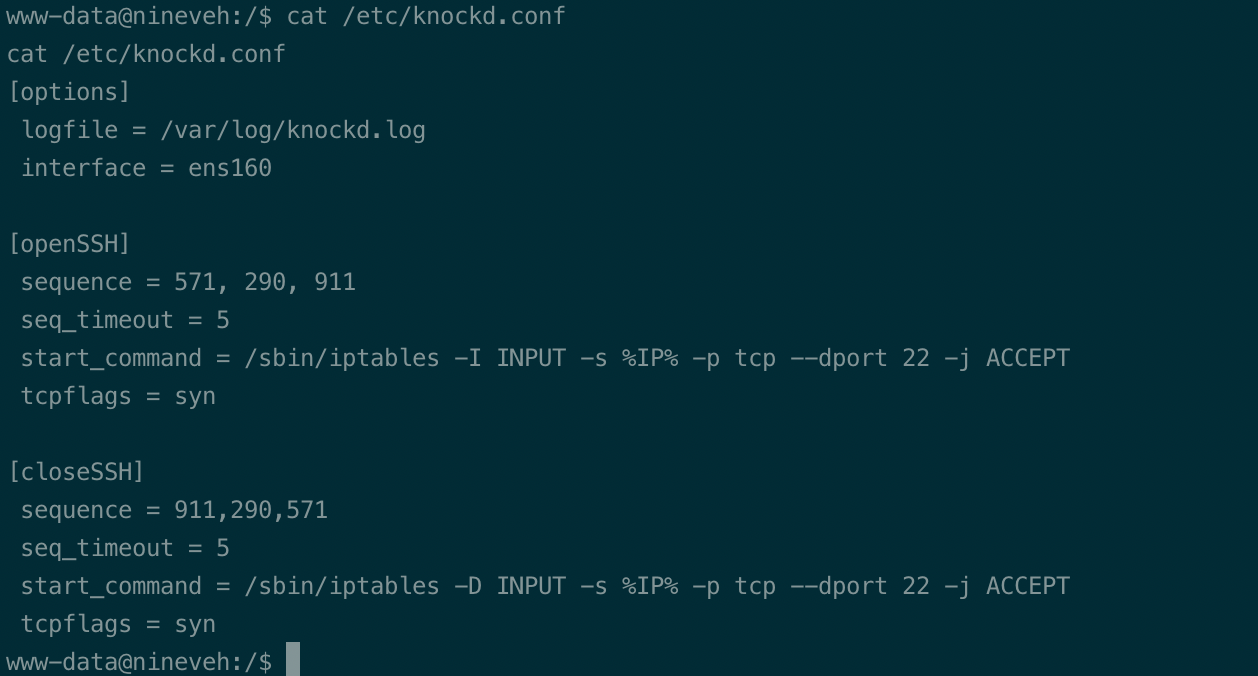 www-data@nineveh:/$ cat /etc/knockd.conf
cat /etc/knockd.conf
[options]
logfile = /var/log/knockd.log
interface = ens160
[openSSH]
sequence = 571, 290, 911
seq_timeout = 5
start_command = /sbin/iptables -I INPUT -s %IP% -p tcp --dport 22 -j ACCEPT
tcpflags = syn
[closeSSH]
sequence = 911,290,571
seq_timeout = 5
start_command = /sbin/iptables -D INPUT -s %IP% -p tcp --dport 22 -j ACCEPT
tcpflags = syn
www-data@nineveh:/$